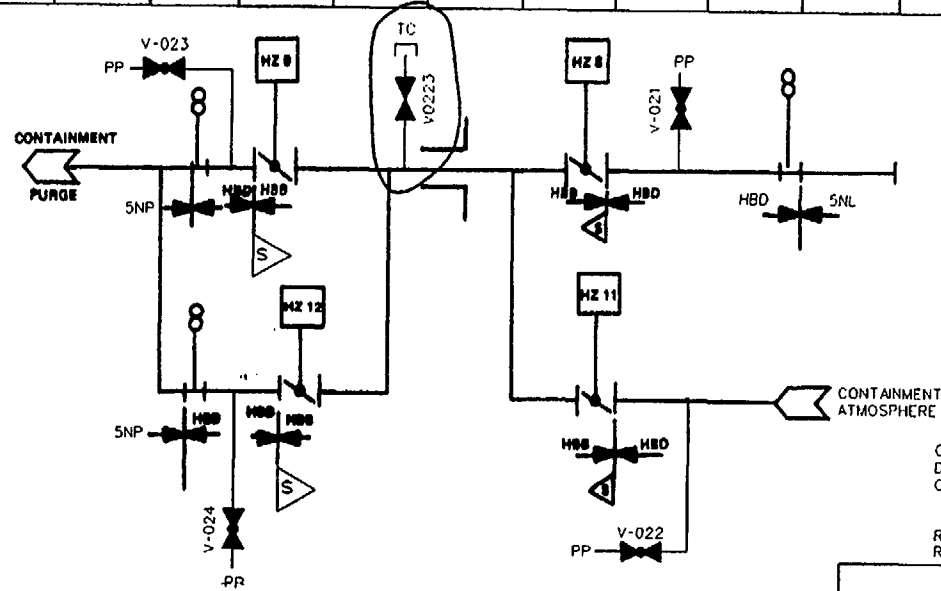 TC
V-023
PP
HZ 9
V0223
HZ 8
PP
V-021
CONTAINMENT
PURGE
5NP
HBD
HBB
S
HBB
HBD
S
HBD
5NL
HZ 12
HZ 11
CONTAINMENT
ATMOSPHERE
5NP
HBD
HBD
HBB
S
HBB
HBD
S
V-024
PP
V-022
PP
C
D
C
R
R